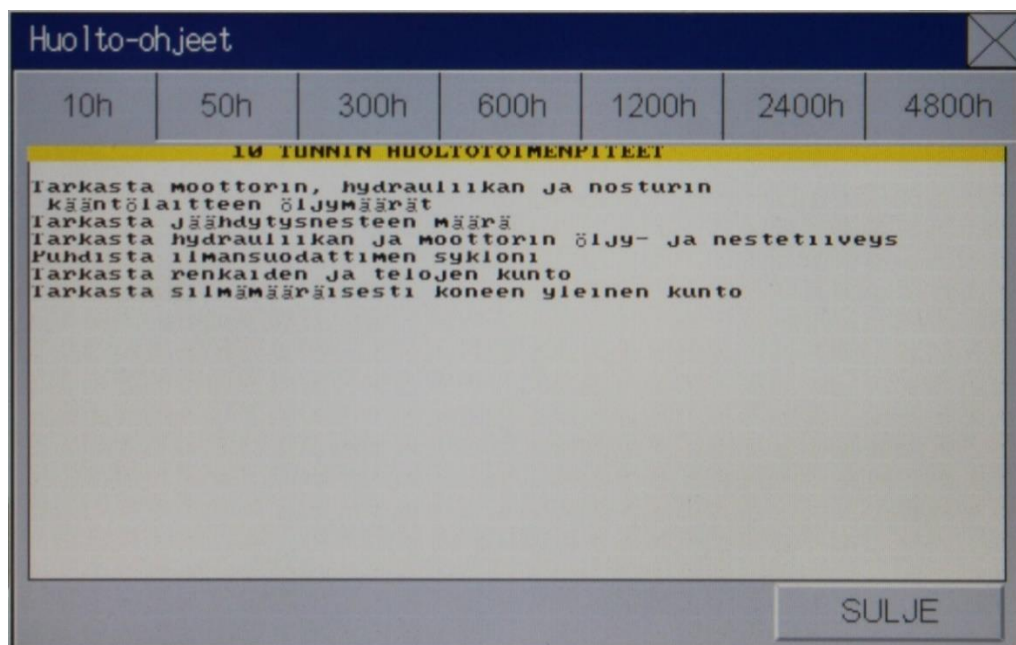 Huolto-ohjeet
10h 50h 300h 600h 1200h 2400h 4800h
10 TUNNIN HUOLTOTOIMENPITEET
Tarkasta moottorin, hydrauliikan ja nosturin
kääntölaitteen öljymäärät
Tarkasta jäähdytysnesteen määrä
Tarkasta hydrauliikan ja moottorin öljy- ja nestetiiveys
Puhdista ilmansuodattimen sykloni
Tarkasta renkaiden ja telojen kunto
Tarkasta silmämääräisesti koneen yleinen kunto
SULJE